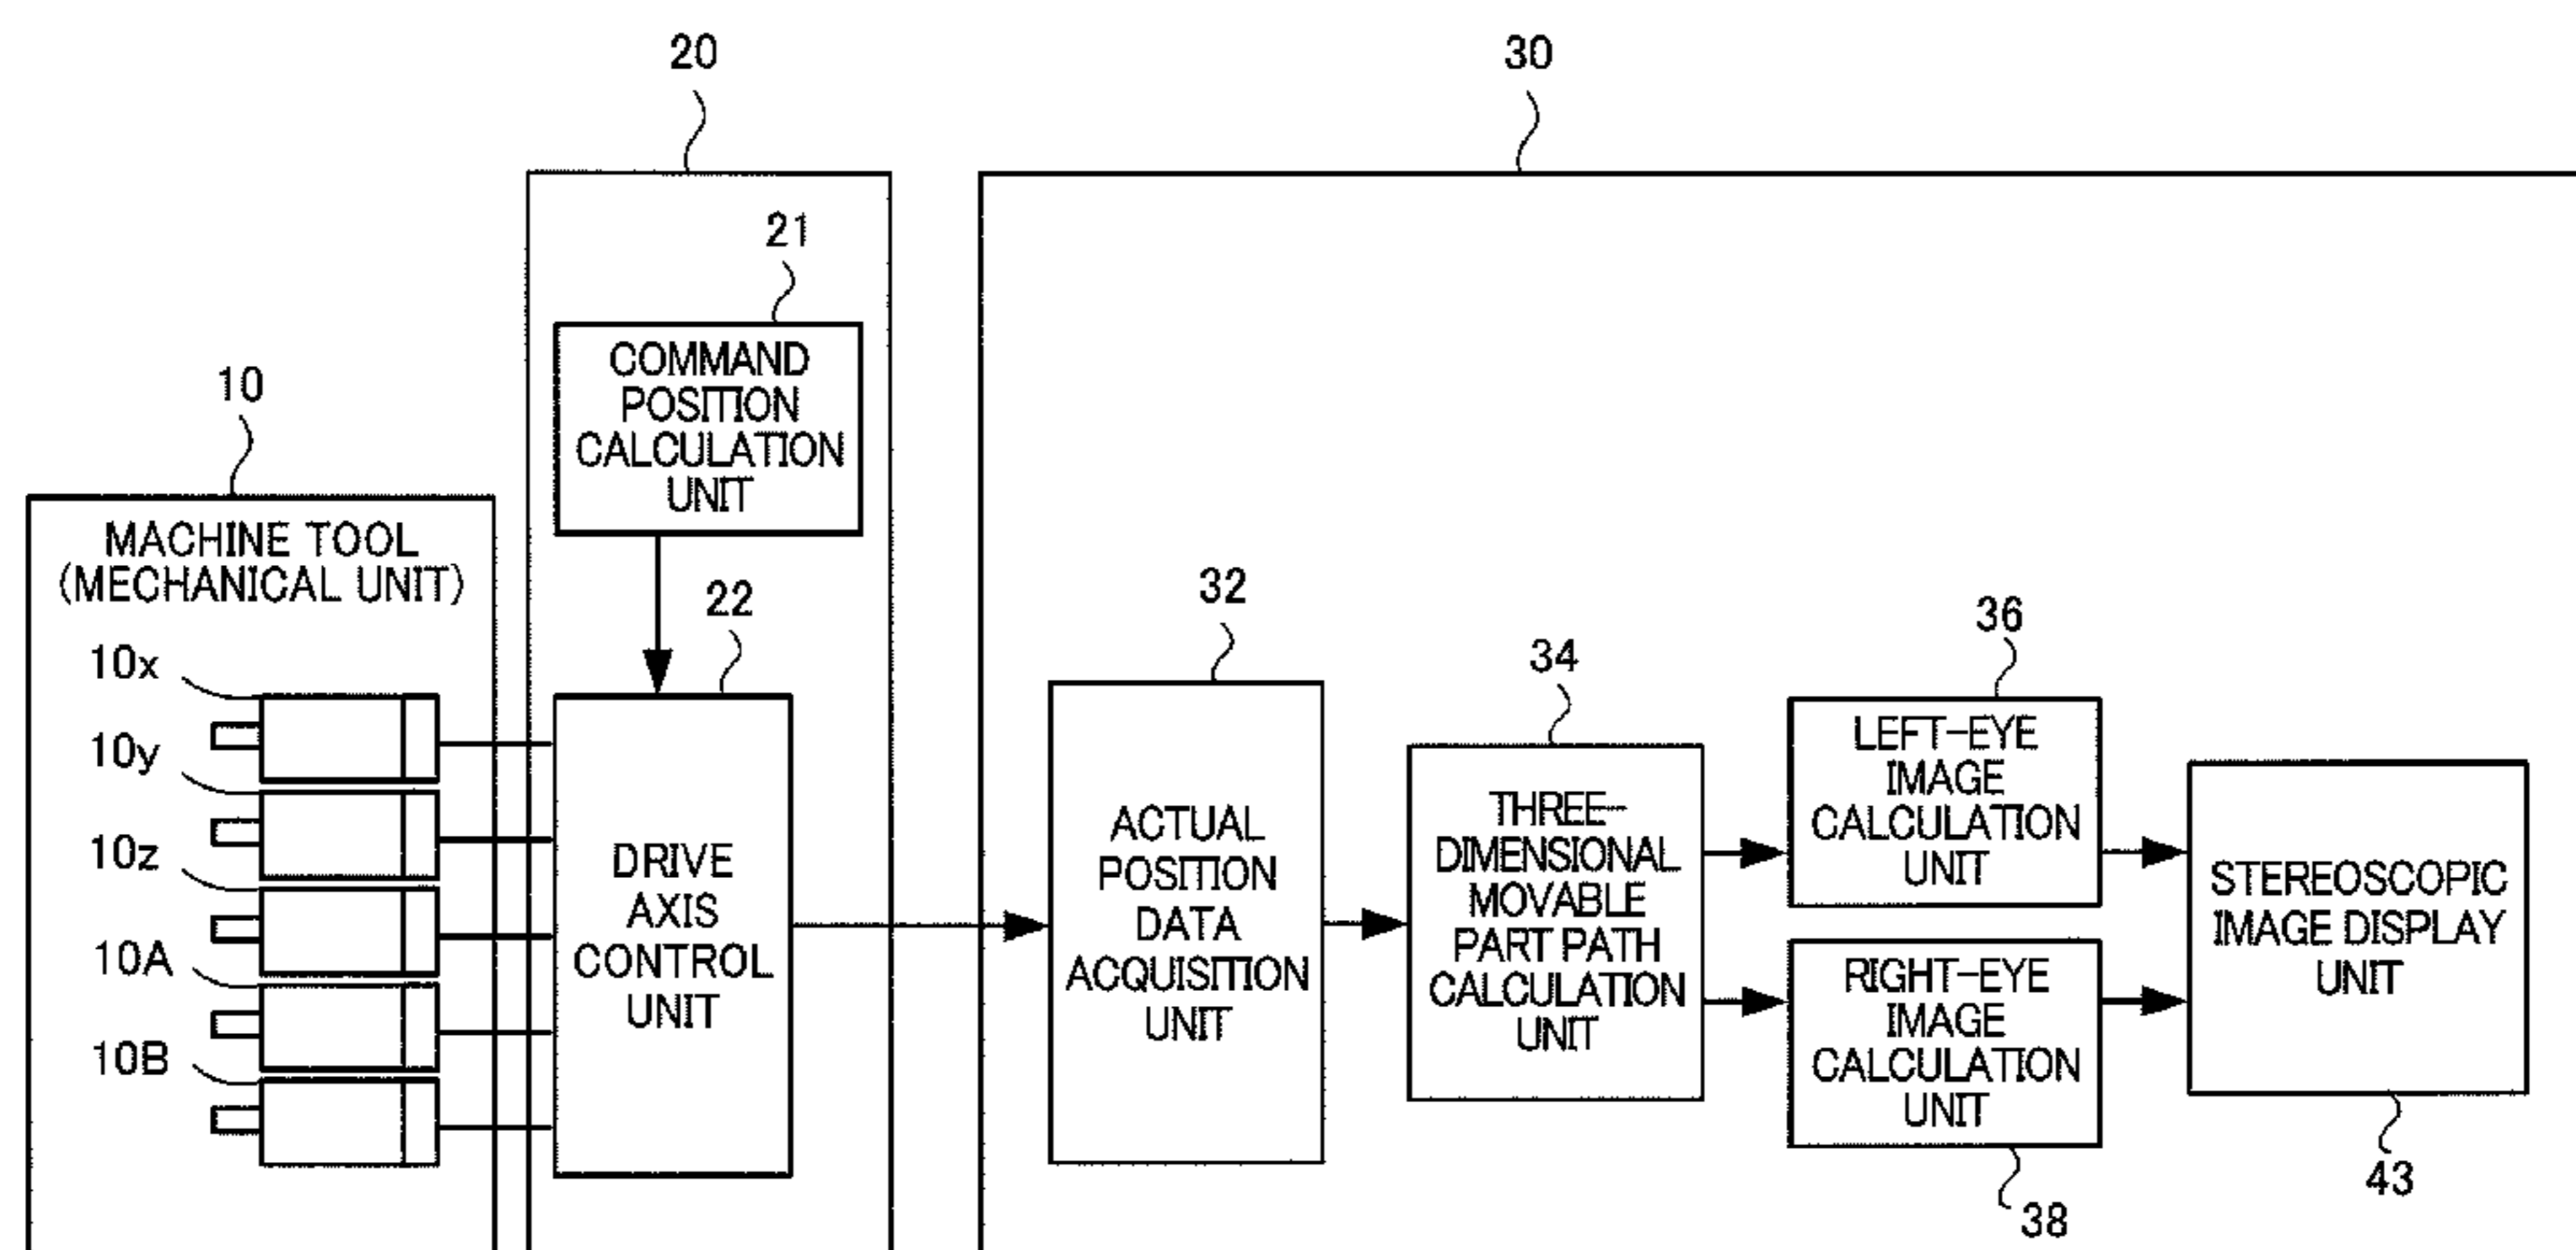 20
30
21
COMMAND
POSITION
CALCULATION
UNIT
10
MACHINE TOOL
(MECHANICAL UNIT)
22
10x
10y
10z
10A
10B
DRIVE
AXIS
CONTROL
UNIT
32
ACTUAL
POSITION
DATA
ACQUISITION
UNIT
34
THREE-
DIMENSIONAL
MOVABLE
PART PATH
CALCULATION
UNIT
36
LEFT-EYE
IMAGE
CALCULATION
UNIT
RIGHT-EYE
IMAGE
CALCULATION
UNIT
38
STEREOSCOPIC
IMAGE DISPLAY
UNIT
43